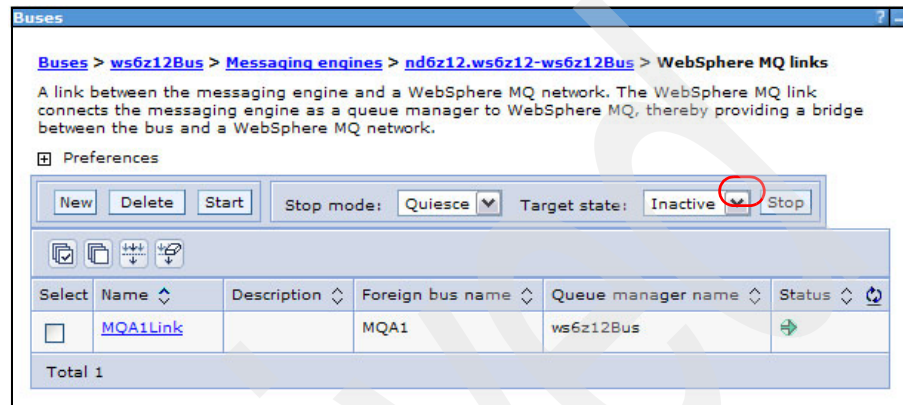 Buses ? –
Buses > ws6z12Bus > Messaging engines > nd6z12.ws6z12-ws6z12Bus > WebSphere MQ links
A link between the messaging engine and a WebSphere MQ network. The WebSphere MQ link
connects the messaging engine as a queue manager to WebSphere MQ, thereby providing a bridge
between the bus and a WebSphere MQ network.
Preferences
New Delete Start Stop mode: Quiesce Target state: Inactive Stop
Select Name Description Foreign bus name Queue manager name Status
MQA1Link MQA1 ws6z12Bus
Total 1